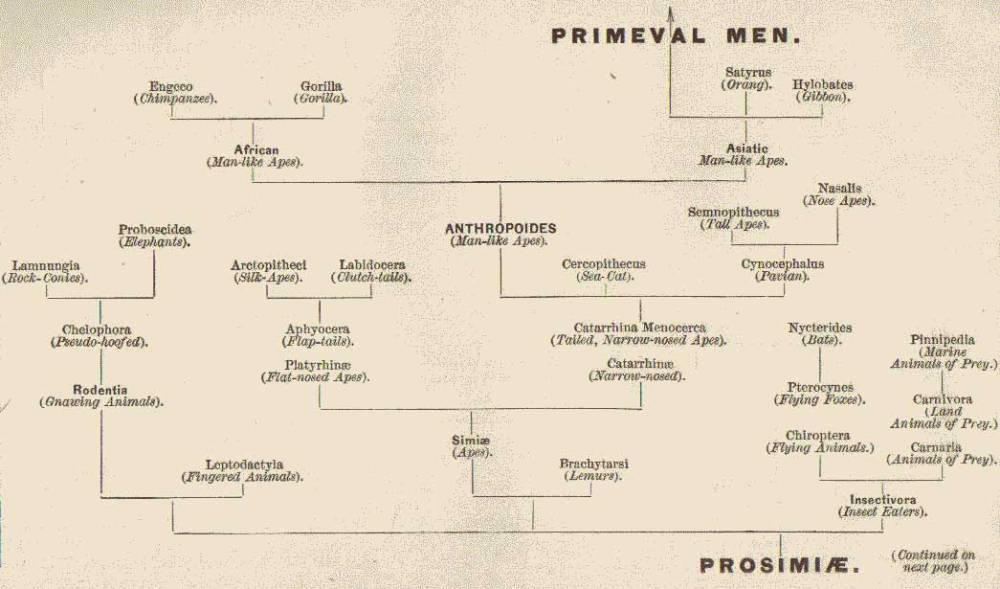 PRIMEVAL MEN.
Engeco
(Chimpanzee).
Gorilla
(Gorilla).
Satyrus
(Orang).
Hylobates
(Gibbon).
African
(Man-like Apes).
Asiatic
Man-like Apes.
Nasalis
(Nose Apes).
Semnopithecus
(Tall Apes).
Proboscidea
(Elephants).
ANTHROPOIDES
(Man-like Apes).
Lamnungia
(Rock-Conies).
Arctopitheci
(Silk-Apes).
Labidocera
(Clutch-tails).
Cercopithecus
(Sea-Cat).
Cynocephalus
(Pavian).
Chelophora
(Pseudo-hoofed).
Aphyocera
(Flap-tails).
Catarrhina Menocerca
(Tailed, Narrow-nosed Apes).
Nycterides
(Bats).
Pinnipedia
(Marine
Animals of Prey.)
Platyrhinæ
(Flat-nosed Apes).
Catarrhinæ
(Narrow-nosed).
Rodentia
(Gnawing Animals).
Pterocynes
(Flying Foxes).
Carnivora
(Land
Animals of Prey.)
Simiæ
(Apes).
Chiroptera
(Flying Animals.)
Carnaria
(Animals of Prey).
Leptodactyla
(Fingered Animals).
Brachytarsi
(Lemurs).
Insectivora
(Insect Eaters).
PROSIMIÆ.
(Continued on
next page.)